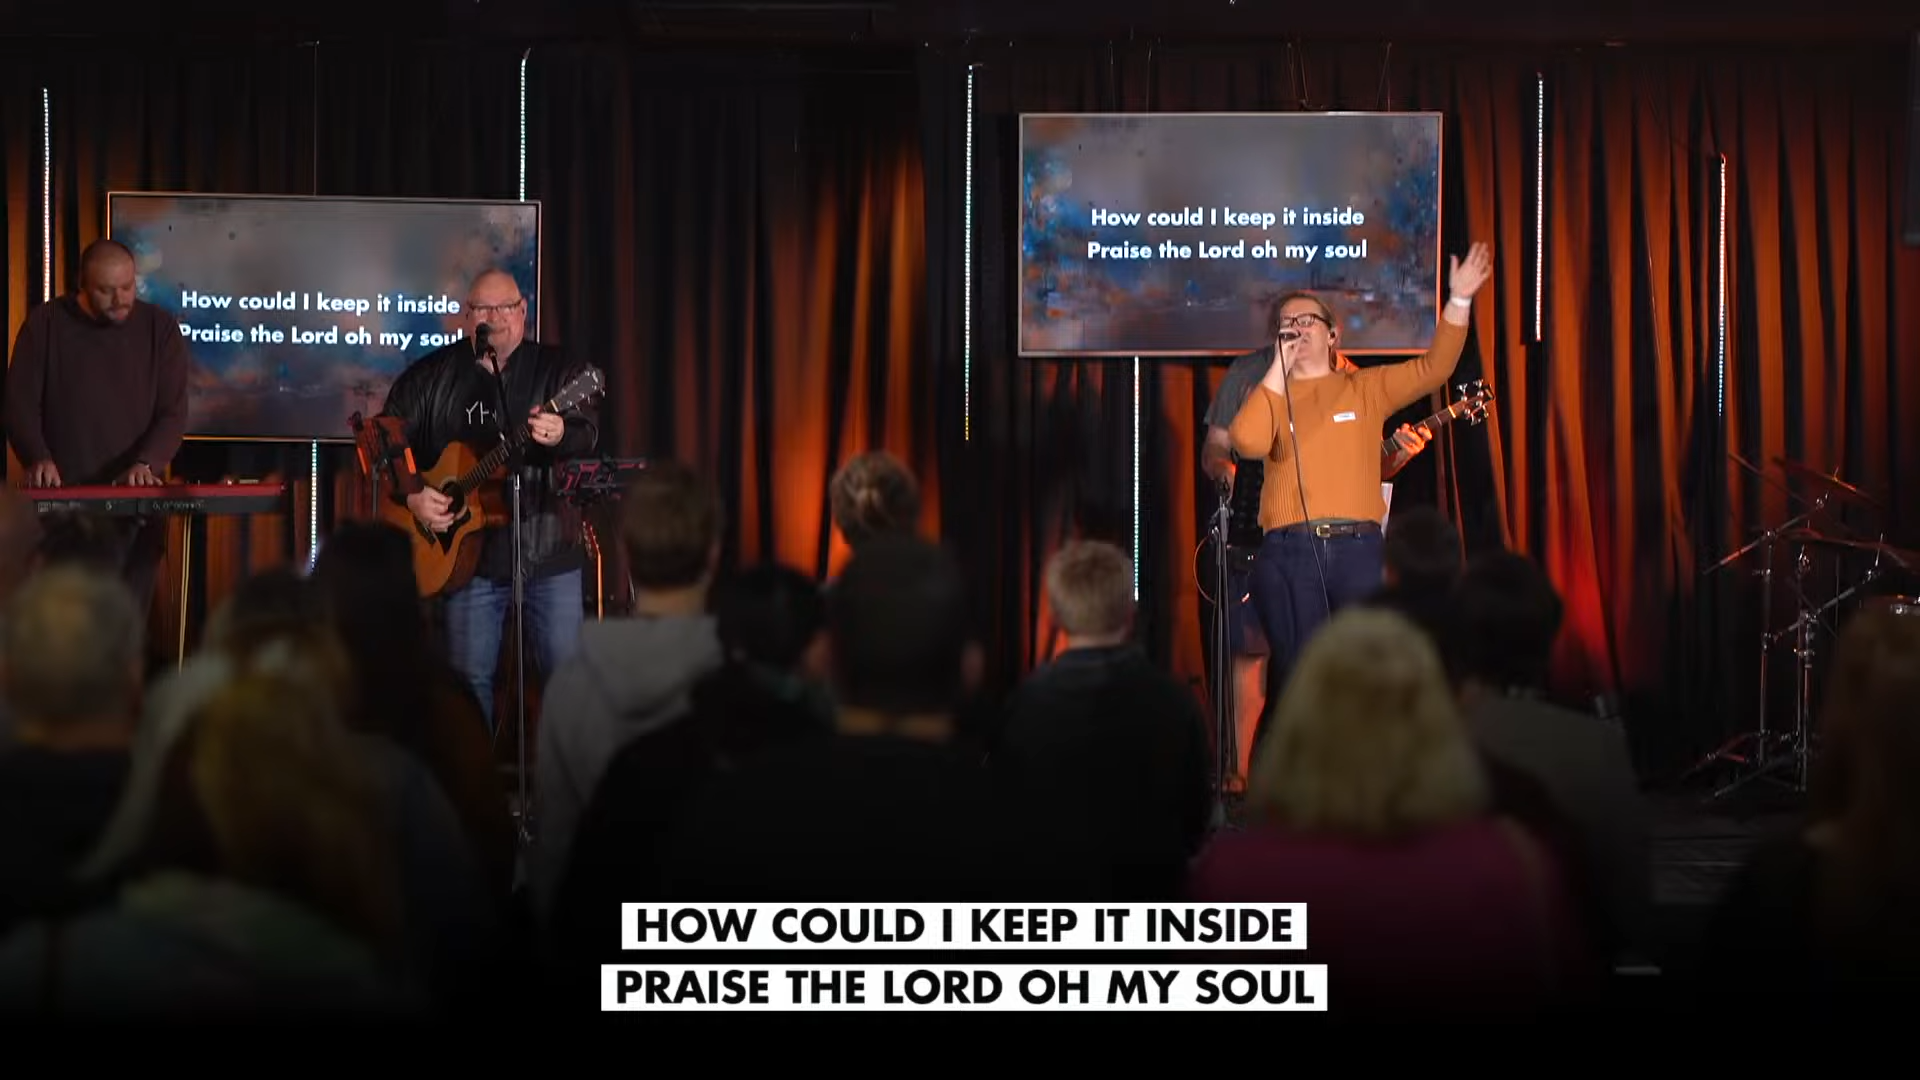 How could I keep it inside
Praise the Lord oh my soul
How could I keep it inside
Praise the Lord oh my soul
HOW COULD I KEEP IT INSIDE
PRAISE THE LORD OH MY SOUL